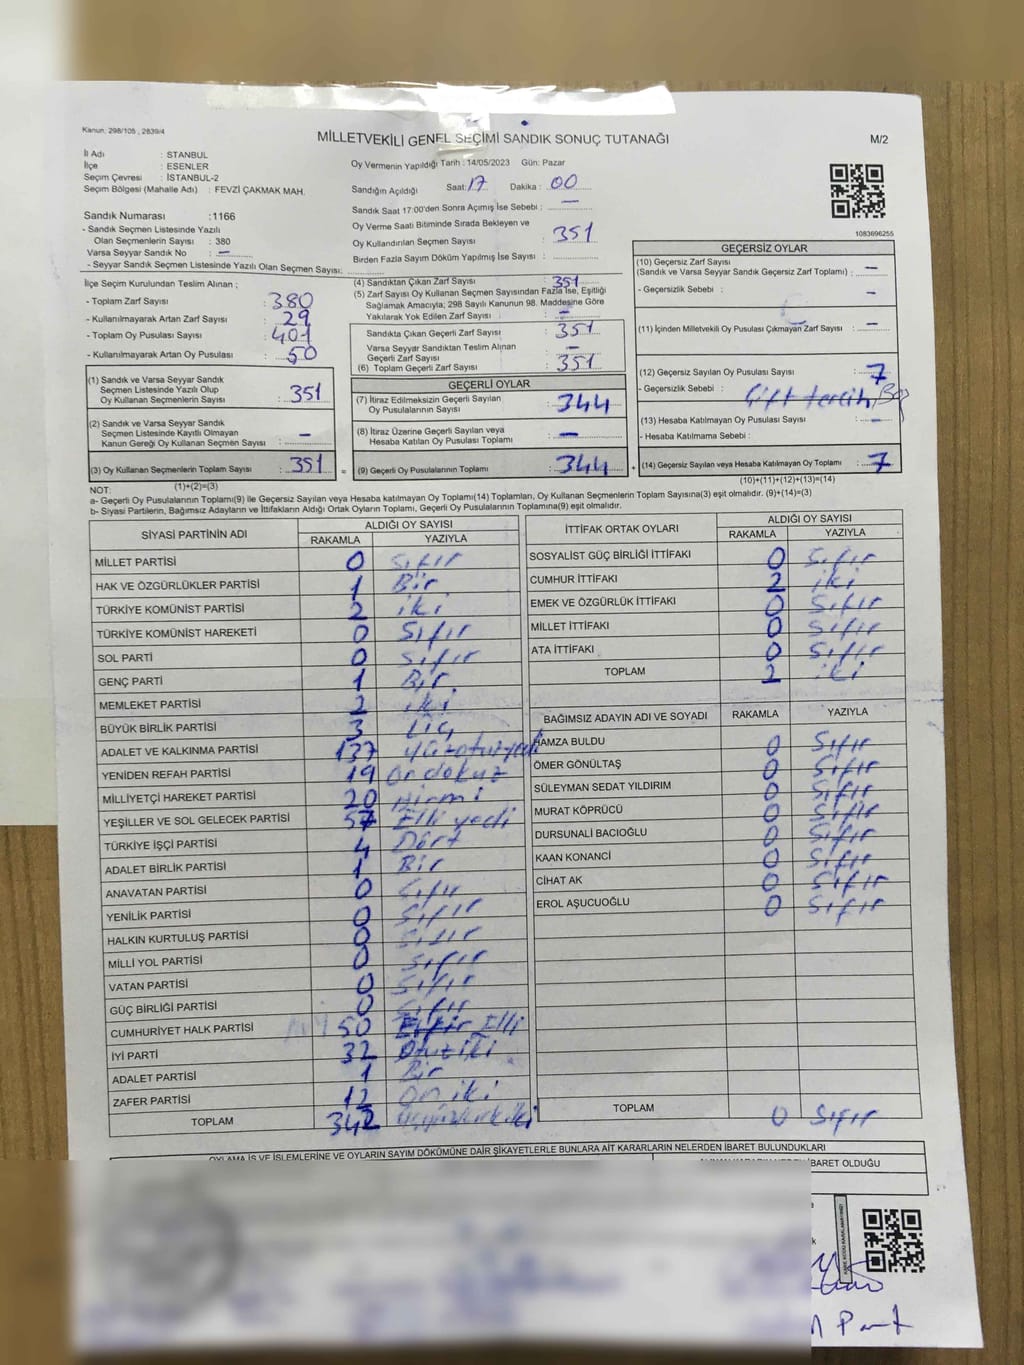 Kanun, 298/105 , 2839/4
MİLLETVEKİLİ GENEL SEÇİMİ SANDIK SONUÇ TUTANAĞI
M/2
İl Adı : STANBUL
İlçe : ESENLER
Seçim Çevresi : İSTANBUL-2
Seçim Bölgesi (Mahalle Adı) : FEVZİ ÇAKMAK MAH.
Oy Vermenin Yapıldığı Tarih : 14/05/2023 Gün: Pazar
Sandığın Açıldığı Saat: 17 Dakika : 00
Sandık Saat 17:00'den Sonra Açımış İse Sebebi : —
Oy Verme Saati Bitiminde Sırada Bekleyen ve
Oy Kullandırılan Seçmen Sayısı : 351
Birden Fazla Sayım Döküm Yapılmış İse Sayısı :
Sandık Numarası : 1166
- Sandık Seçmen Listesinde Yazılı
Olan Seçmenlerin Sayısı : 380
Varsa Seyyar Sandık No : —
- Seyyar Sandık Seçmen Listesinde Yazılı Olan Seçmen Sayısı:
1083696255
İlçe Seçim Kurulundan Teslim Alınan ;
- Toplam Zarf Sayısı : 380
- Kullanılmayarak Artan Zarf Sayısı : 29
- Toplam Oy Pusulası Sayısı : 401
- Kullanılmayarak Artan Oy Pusulası : 50
(4) Sandıktan Çıkan Zarf Sayısı : 351
(5) Zarf Sayısı Oy Kullanan Seçmen Sayısından Fazla İse, Eşitliği
Sağlamak Amacıyla; 298 Sayılı Kanunun 98. Maddesine Göre
Yakılarak Yok Edilen Zarf Sayısı : —
Sandıkta Çıkan Geçerli Zarf Sayısı : 351
Varsa Seyyar Sandıktan Teslim Alınan
Geçerli Zarf Sayısı : —
(6) Toplam Geçerli Zarf Sayısı : 351
GEÇERSİZ OYLAR
(10) Geçersiz Zarf Sayısı
(Sandık ve Varsa Seyyar Sandık Geçersiz Zarf Toplamı) : —
- Geçersizlik Sebebi : —
(11) İçinden Milletvekili Oy Pusulası Çıkmayan Zarf Sayısı : —
(12) Geçersiz Sayılan Oy Pusulası Sayısı : 7
- Geçersizlik Sebebi : Çift tercih,
(13) Hesaba Katılmayan Oy Pusulası Sayısı : —
- Hesaba Katılmama Sebebi :
(14) Geçersiz Sayılan veya Hesaba Katılmayan Oy Toplamı : 7
(10)+(11)+(12)+(13)=(14)
(1) Sandık ve Varsa Seyyar Sandık
Seçmen Listesinde Yazılı Olup
Oy Kullanan Seçmenlerin Sayısı : 351
(2) Sandık ve Varsa Seyyar Sandık
Seçmen Listesinde Kayıtlı Olmayan
Kanun Gereği Oy Kullanan Seçmen Sayısı : —
(3) Oy Kullanan Seçmenlerin Toplam Sayısı : 351
(1)+(2)=(3)
GEÇERLİ OYLAR
(7) İtiraz Edilmeksizin Geçerli Sayılan
Oy Pusulalarının Sayısı : 344
(8) İtiraz Üzerine Geçerli Sayılan veya
Hesaba Katılan Oy Pusulası Toplamı : —
= (9) Geçerli Oy Pusulalarının Toplamı : 344 +
NOT:
a- Geçerli Oy Pusulalarının Toplamı(9) ile Geçersiz Sayılan veya Hesaba katılmayan Oy Toplamı(14) Toplamları, Oy Kullanan Seçmenlerin Toplam Sayısına(3) eşit olmalıdır. (9)+(14)=(3)
b- Siyasi Partilerin, Bağımsız Adayların ve İttifakların Aldığı Ortak Oyların Toplamı, Geçerli Oy Pusulalarının Toplamına(9) eşit olmalıdır.
SİYASİ PARTİNİN ADI ALDIĞI OY SAYISI
RAKAMLA YAZIYLA
MİLLET PARTİSİ 0 Sıfır
HAK VE ÖZGÜRLÜKLER PARTİSİ 1 Bir
TÜRKİYE KOMÜNİST PARTİSİ 2 iki
TÜRKİYE KOMÜNİST HAREKETİ 0 Sıfır
SOL PARTİ 0 Sıfır
GENÇ PARTİ 1 Bir
MEMLEKET PARTİSİ 2 iki
BÜYÜK BİRLİK PARTİSİ 3 Üç
ADALET VE KALKINMA PARTİSİ 137 Yüzotuzyedi
YENİDEN REFAH PARTİSİ 19 On dokuz
MİLLİYETÇİ HAREKET PARTİSİ 20 Yirmi
YEŞİLLER VE SOL GELECEK PARTİSİ 57 Elli yedi
TÜRKİYE İŞÇİ PARTİSİ 4 Dört
ADALET BİRLİK PARTİSİ 1 Bir
ANAVATAN PARTİSİ 0 Sıfır
YENİLİK PARTİSİ 0 Sıfır
HALKIN KURTULUŞ PARTİSİ 0 Sıfır
MİLLİ YOL PARTİSİ 0 Sıfır
VATAN PARTİSİ 0 Sıfır
GÜÇ BİRLİĞİ PARTİSİ 0 Sıfır
CUMHURİYET HALK PARTİSİ 50 Elli
İYİ PARTİ 32 Otuziki
ADALET PARTİSİ 1 Bir
ZAFER PARTİSİ 12 On iki
TOPLAM 342
İTTİFAK ORTAK OYLARI ALDIĞI OY SAYISI
RAKAMLA YAZIYLA
SOSYALİST GÜÇ BİRLİĞİ İTTİFAKI 0 Sıfır
CUMHUR İTTİFAKI 2 iki
EMEK VE ÖZGÜRLÜK İTTİFAKI 0 Sıfır
MİLLET İTTİFAKI 0 Sıfır
ATA İTTİFAKI 0 Sıfır
TOPLAM 2 iki
BAĞIMSIZ ADAYIN ADI VE SOYADI RAKAMLA YAZIYLA
HAMZA BULDU 0 Sıfır
ÖMER GÖNÜLTAŞ 0 Sıfır
SÜLEYMAN SEDAT YILDIRIM 0 Sıfır
MURAT KÖPRÜCÜ 0 Sıfır
DURSUNALİ BACIOĞLU 0 Sıfır
KAAN KONANCİ 0 Sıfır
CİHAT AK 0 Sıfır
EROL AŞUCUOĞLU 0 Sıfır
TOPLAM 0 Sıfır
OYLAMA İŞ VE İŞLEMLERİNE VE OYLARIN SAYIM DÖKÜMÜNE DAİR ŞİKAYETLERLE BUNLARA AİT KARARLARIN NELERDEN İBARET BULUNDUKLARI
İBARET OLDUĞU